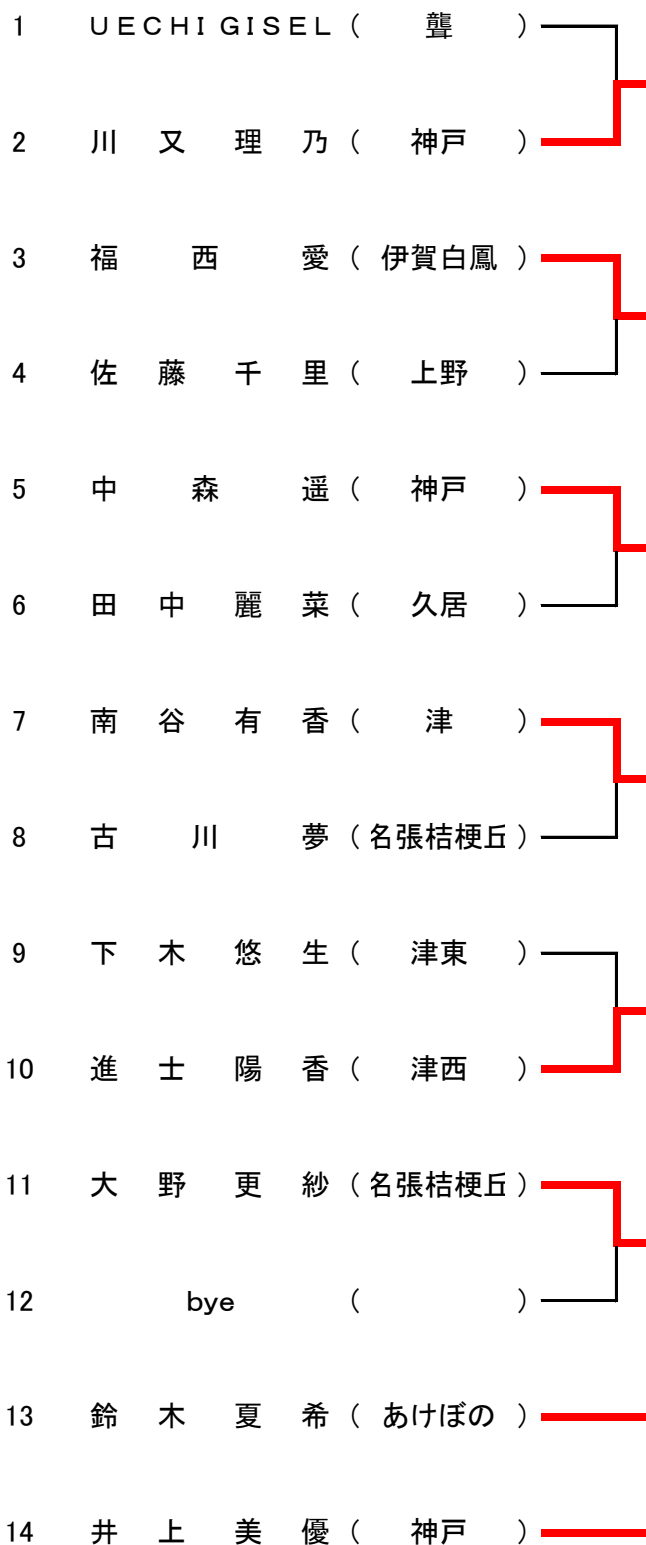 1 ＵＥＣＨＩ ＧＩＳＥＬ ( 聾 )
2 川又理乃 ( 神戸 )
3 福西愛 ( 伊賀白鳳 )
4 佐藤千里 ( 上野 )
5 中森遥 ( 神戸 )
6 田中麗菜 ( 久居 )
7 南谷有香 ( 津 )
8 古川夢 ( 名張桔梗丘 )
9 下木悠生 ( 津東 )
10 進士陽香 ( 津西 )
11 大野更紗 ( 名張桔梗丘 )
12 ｂｙｅ ( )
13 鈴木夏希 ( あけぼの )
14 井上美優 ( 神戸 )